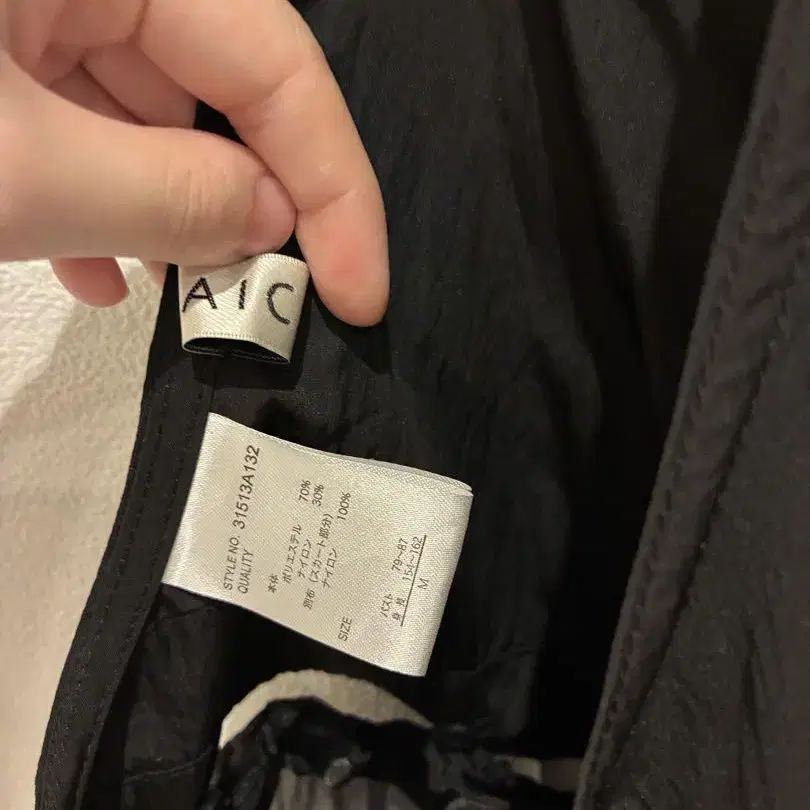 AIC
STYLE NO. 31513A132
QUALITY
本体
ポリエステル 70%
ナイロン 30%
別布(スカート部分)
ナイロン 100%
SIZE
バスト 79~87
身長 154~162
M